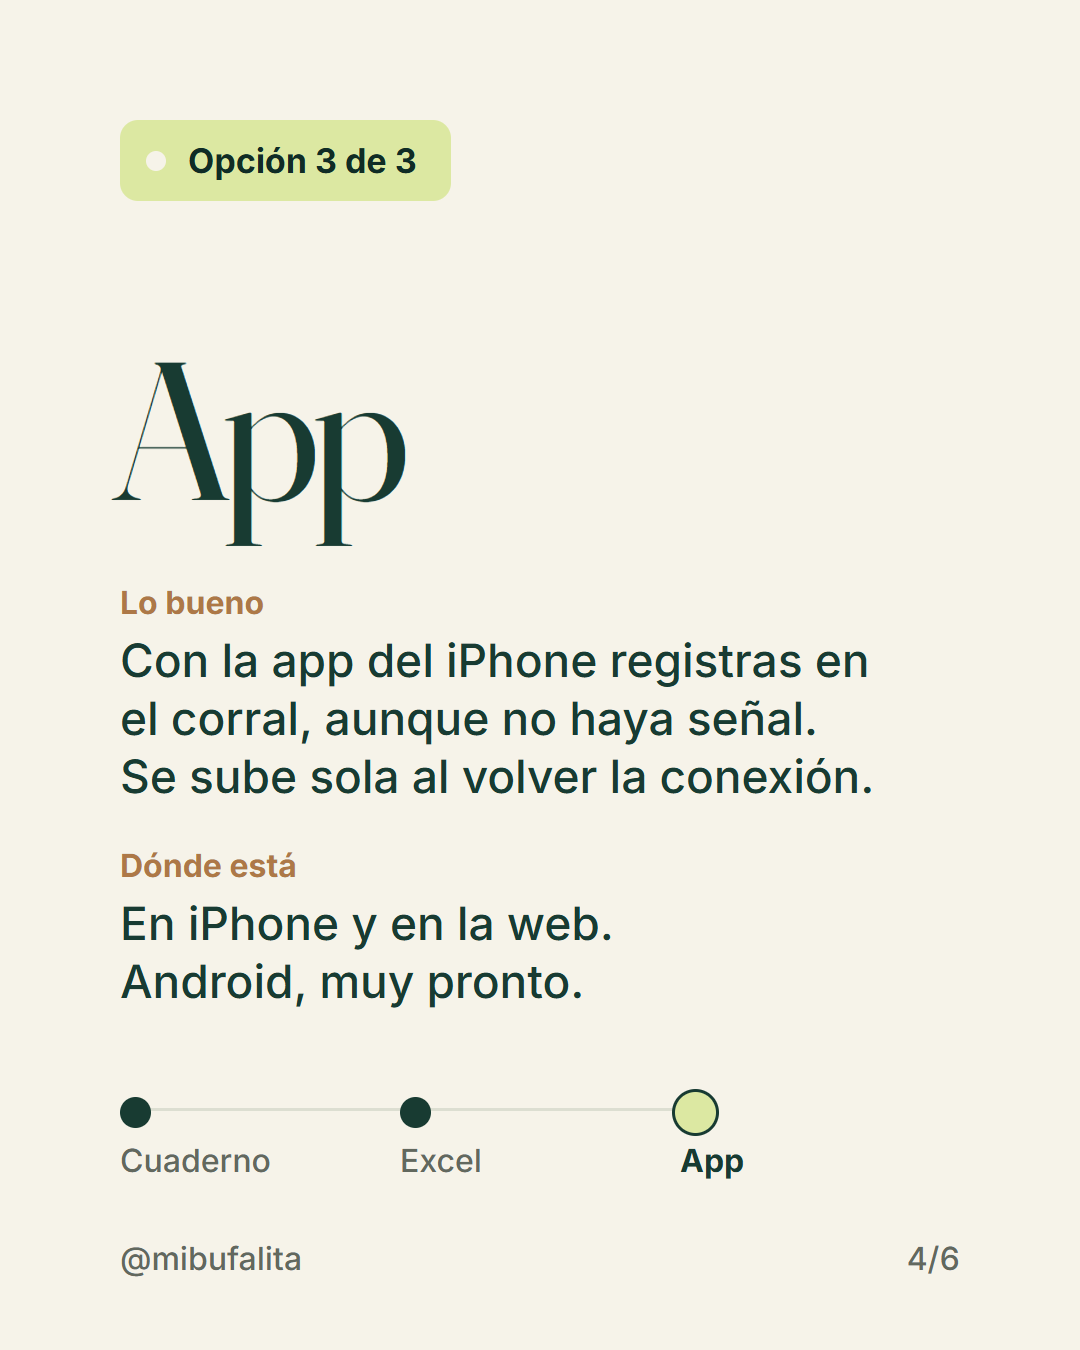 Opción 3 de 3
App
Lo bueno
Con la app del iPhone registras en
el corral, aunque no haya señal.
Se sube sola al volver la conexión.
Dónde está
En iPhone y en la web.
Android, muy pronto.
Cuaderno
Excel
App
@mibufalita
4/6